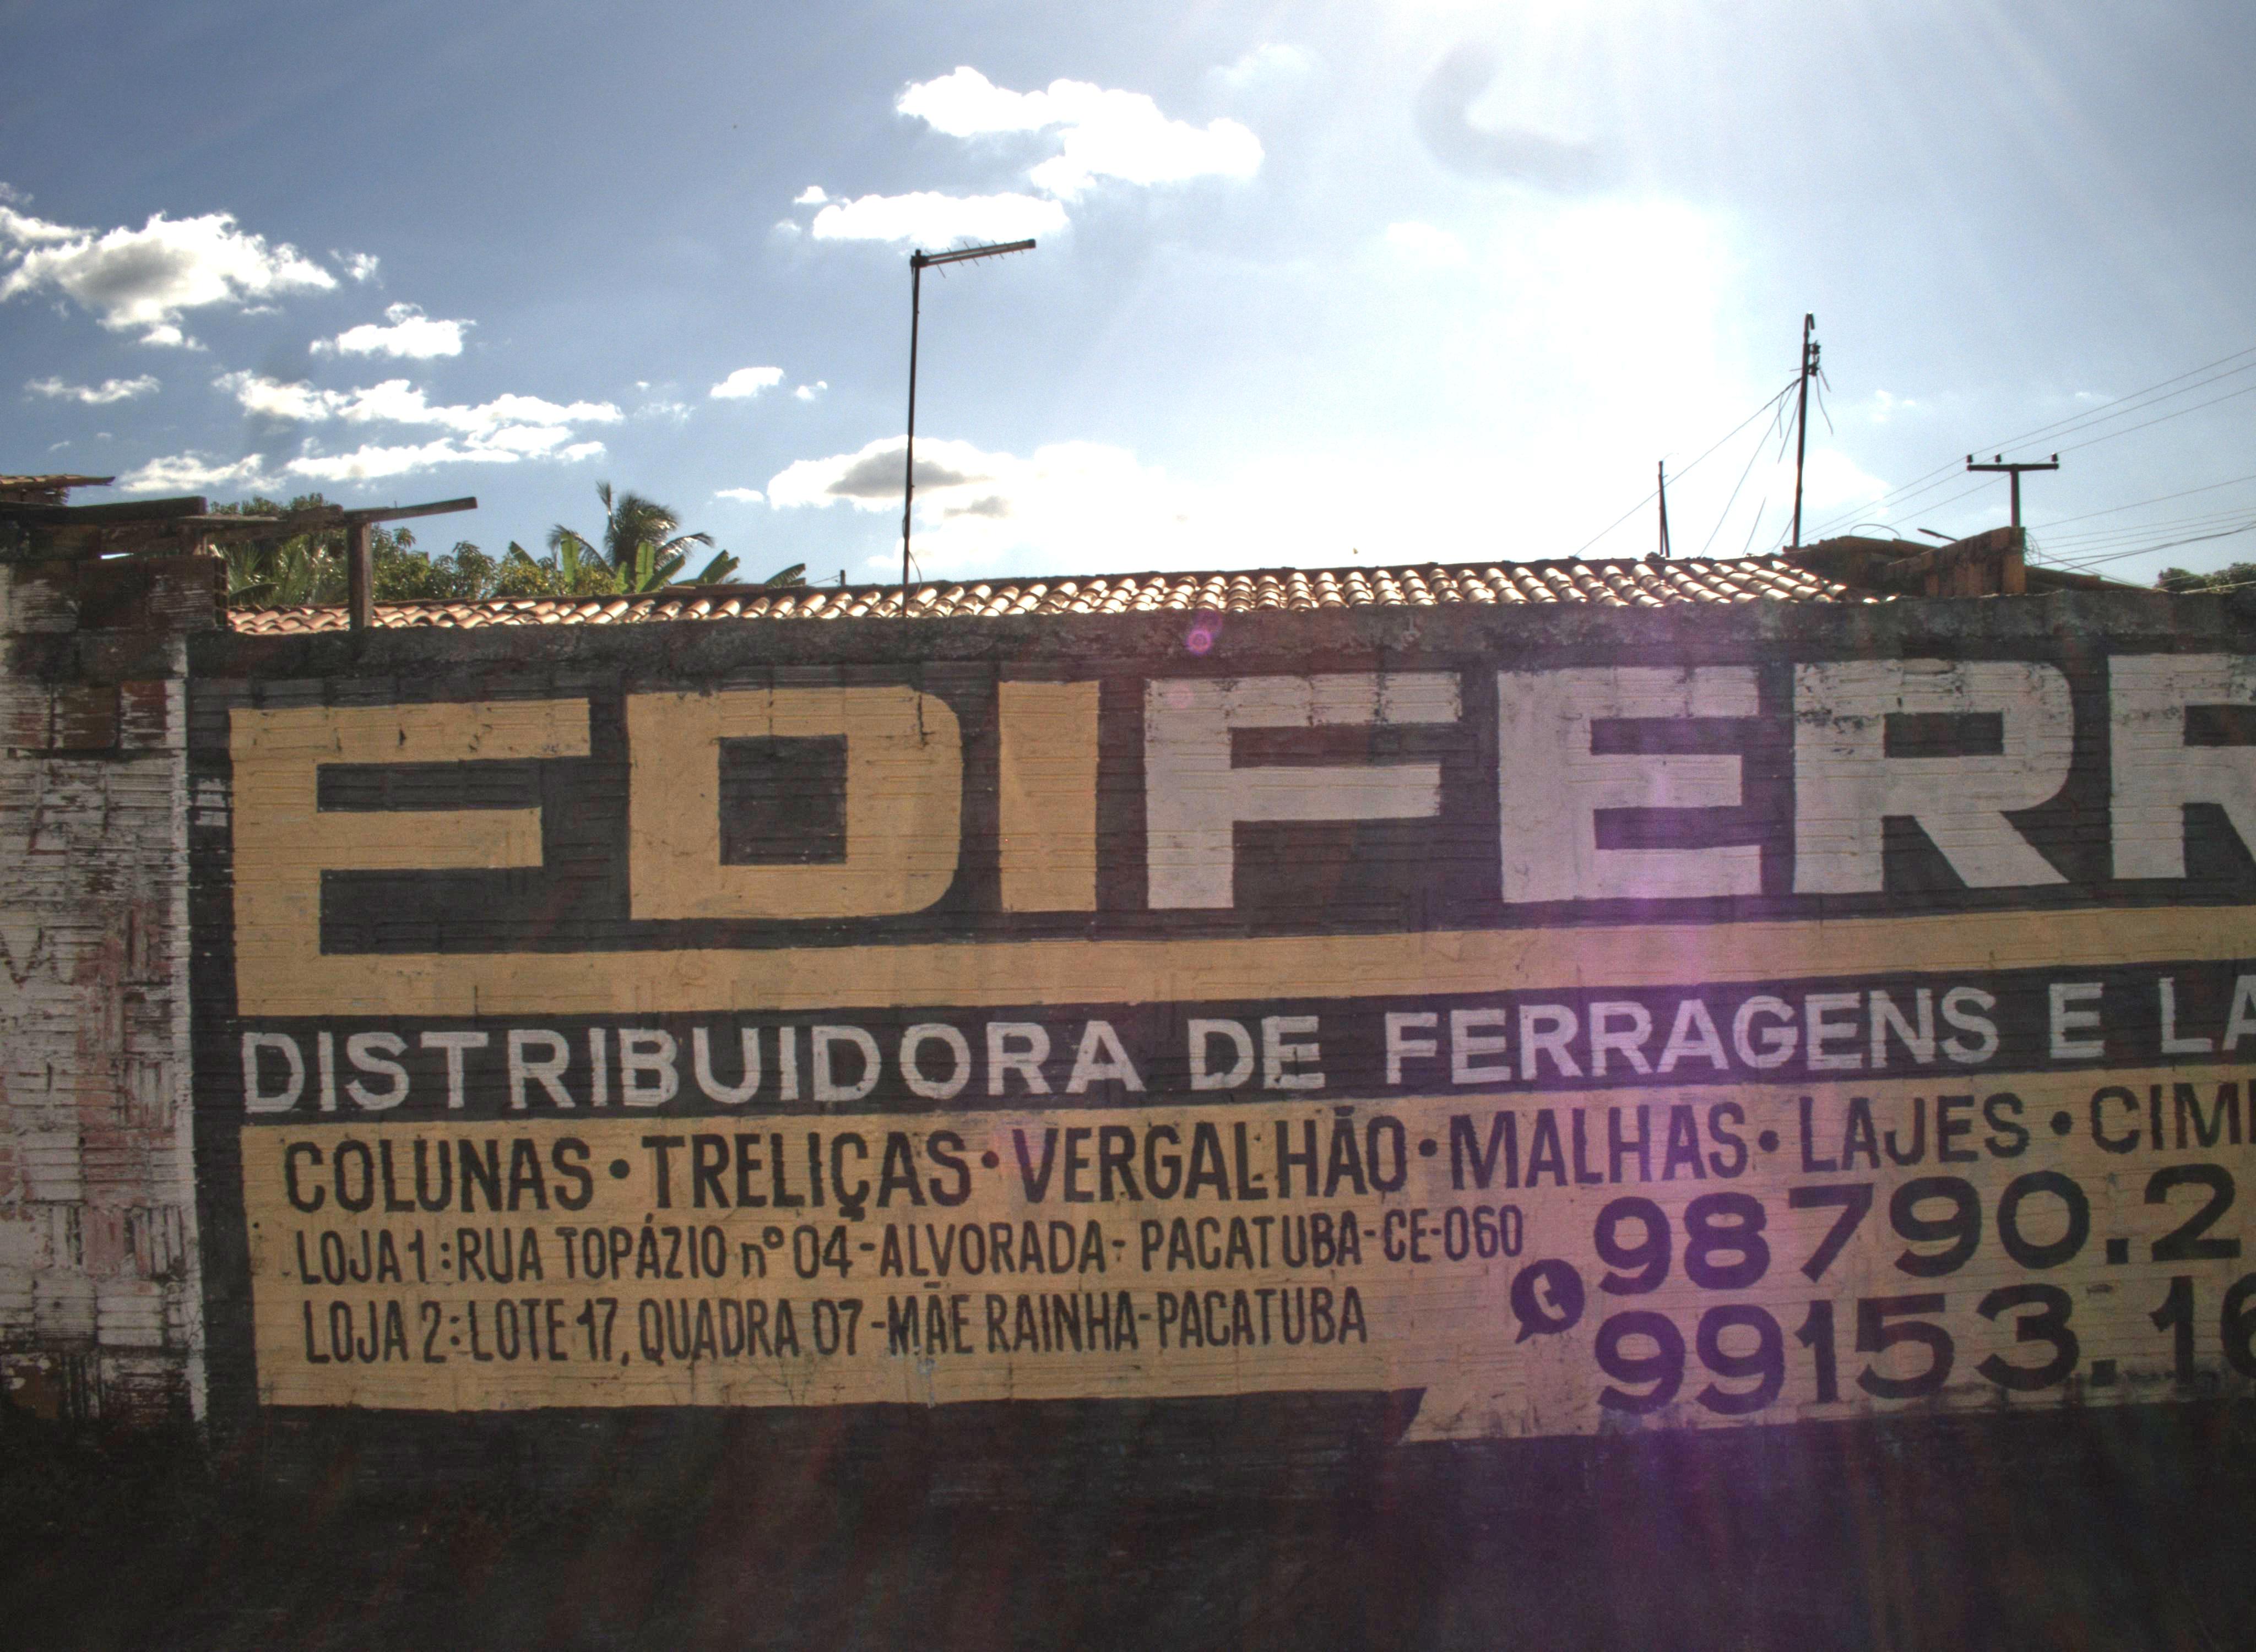 EDIFERR
DISTRIBUIDORA DE FERRAGENS E LA
COLUNAS • TRELIÇAS • VERGALHÃO • MALHAS • LAJES • CIM
LOJA 1: RUA TOPÁZIO nº 04 - ALVORADA - PACATUBA - CE-060
LOJA 2: LOTE 17, QUADRA 07 - MÃE RAINHA - PACATUBA
98790.2
99153.16